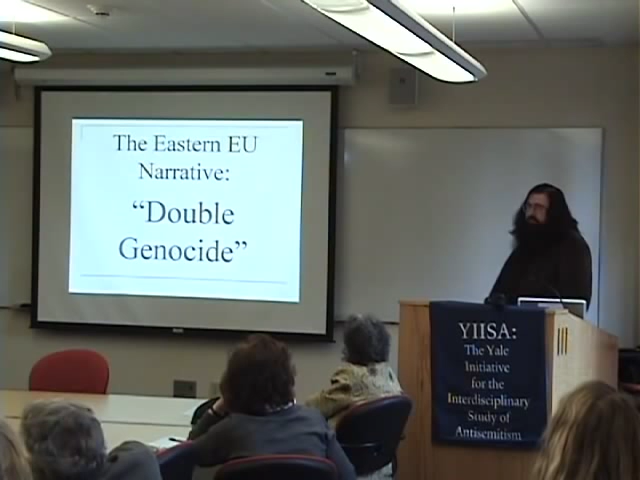 The Eastern EU
Narrative:
“Double
Genocide”
YIISA:
The Yale
Initiative
for the
Interdisciplinary
Study of
Antisemitism